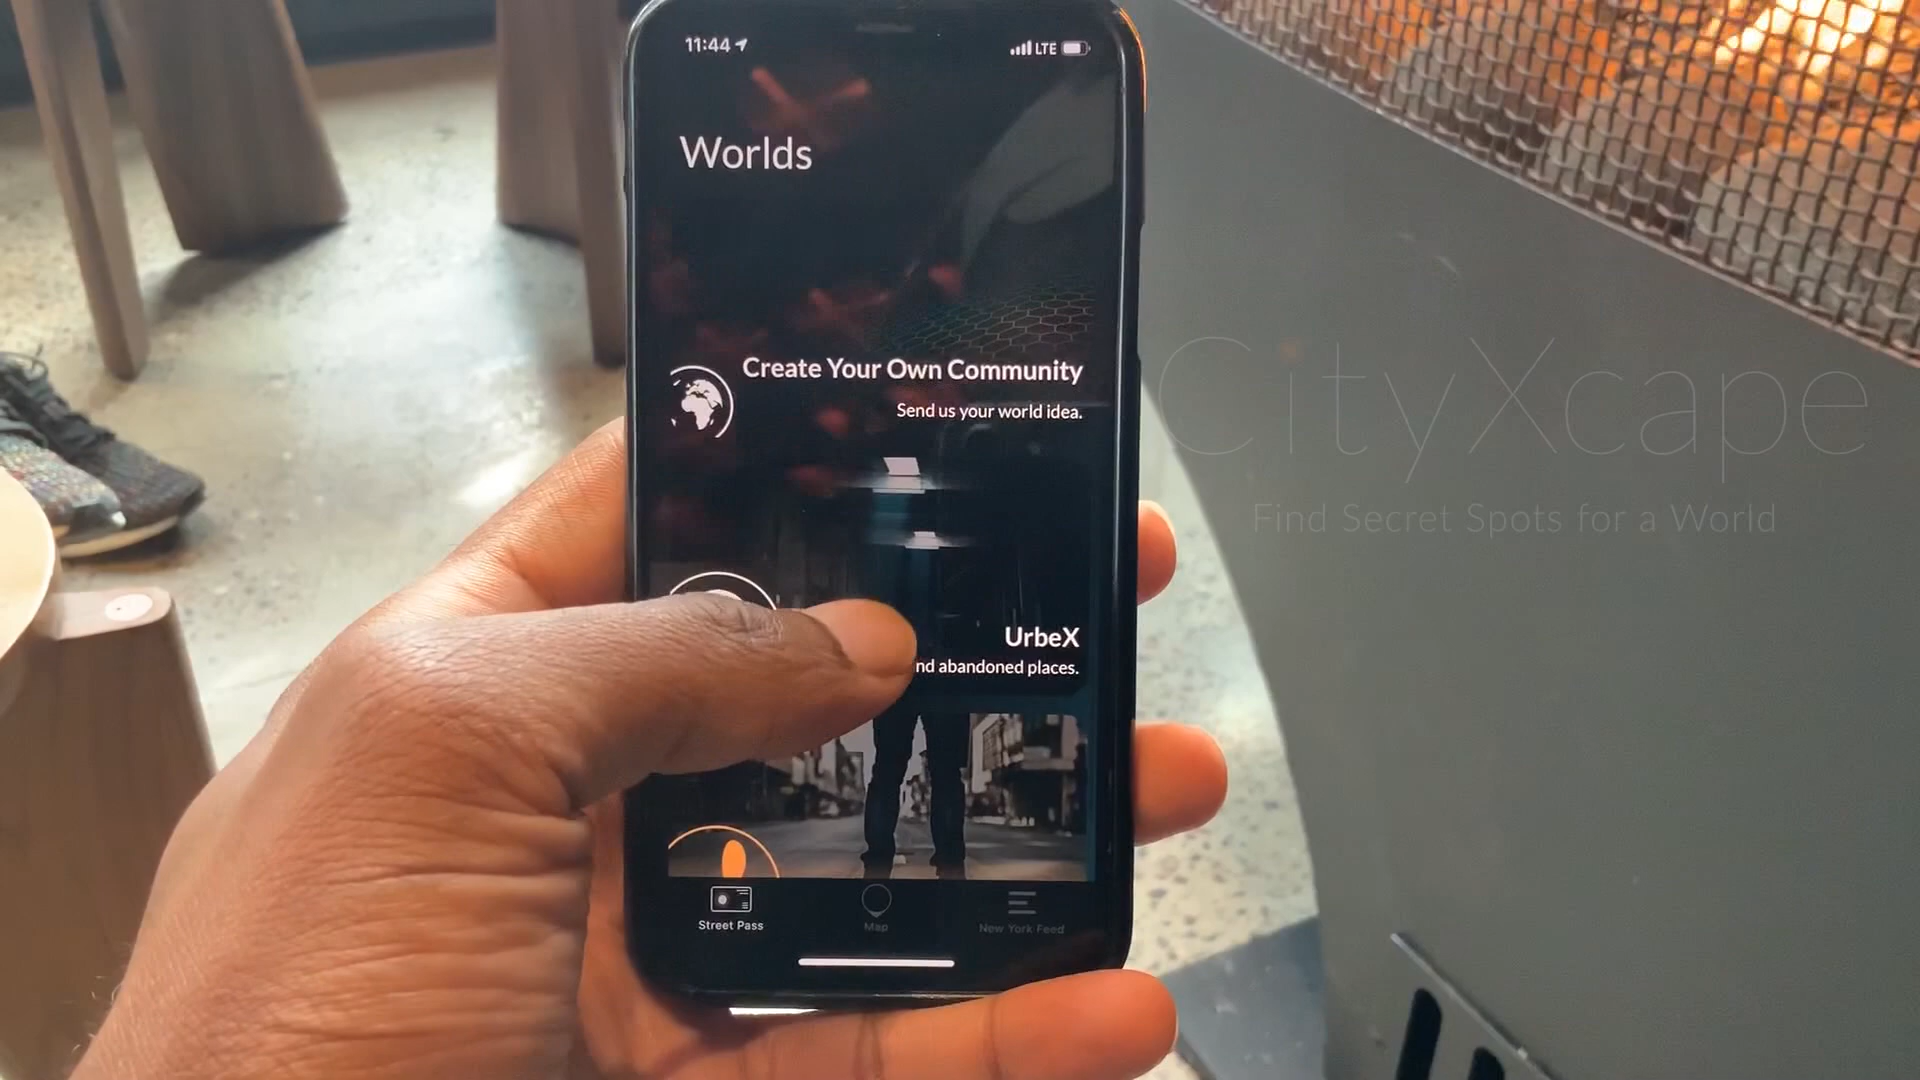 11:44
LTE
Worlds
Create Your Own Community
Send us your world idea.
UrbeX
nd abandoned places.
Street Pass
Map
New York Feed
CityXcape
Find Secret Spots for a World